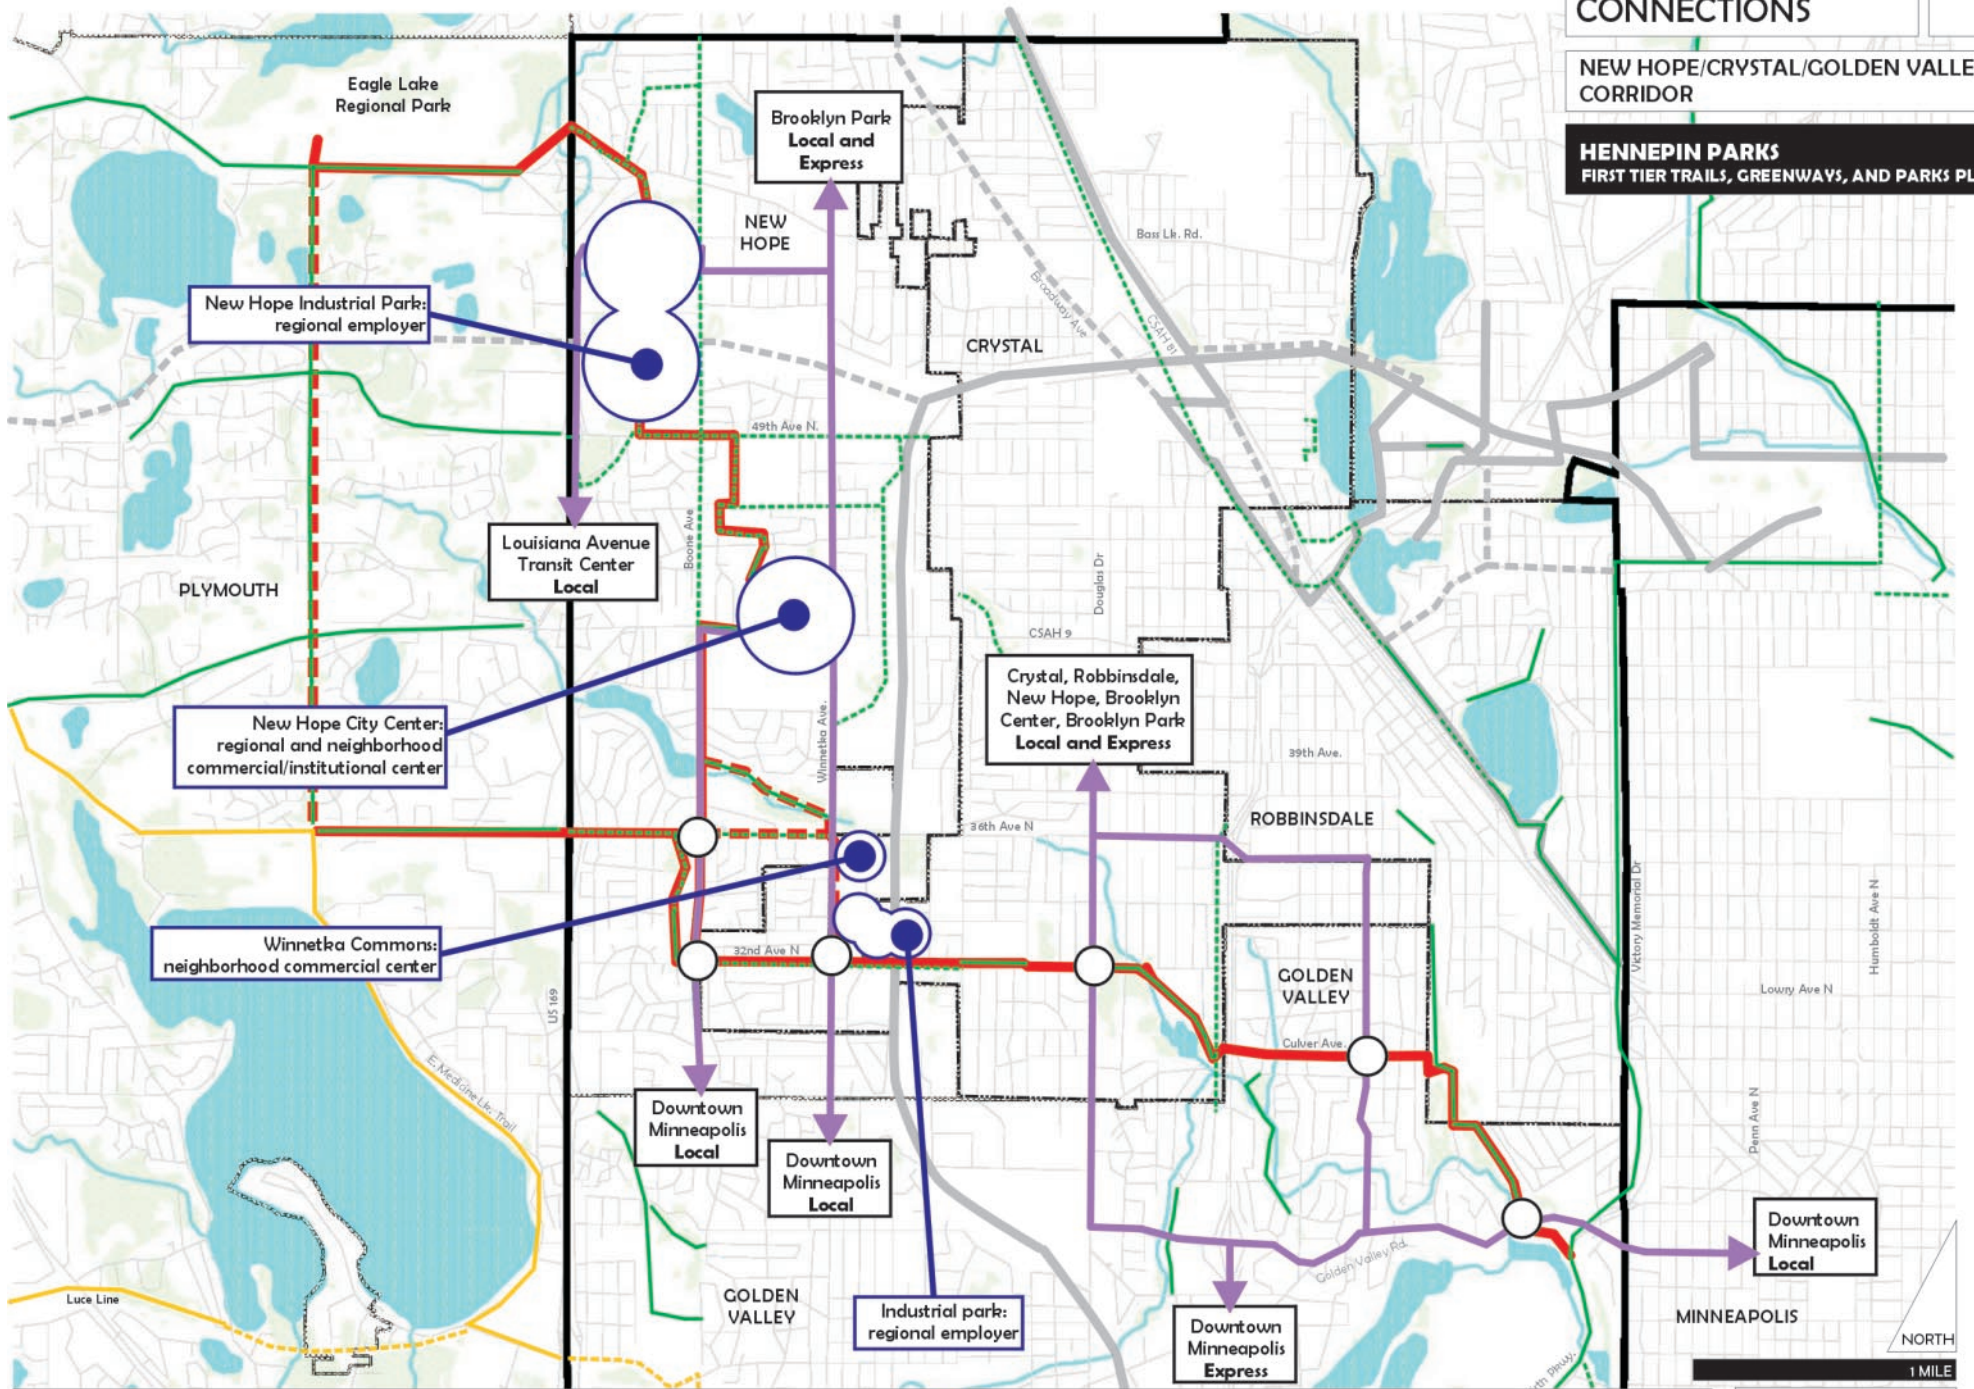 CONNECTIONS
NEW HOPE/CRYSTAL/GOLDEN VALLE
CORRIDOR
HENNEPIN PARKS
FIRST TIER TRAILS, GREENWAYS, AND PARKS PL
Eagle Lake
Regional Park
Brooklyn Park
Local and
Express
NEW
HOPE
Bass Lk. Rd.
Broadway Ave
CSAH 81
New Hope Industrial Park:
regional employer
CRYSTAL
49th Ave N.
Boone Ave
Louisiana Avenue
Transit Center
Local
PLYMOUTH
Douglas Dr
CSAH 9
Crystal, Robbinsdale,
New Hope, Brooklyn
Center, Brooklyn Park
Local and Express
New Hope City Center:
regional and neighborhood
commercial/institutional center
Winnetka Ave.
39th Ave.
ROBBINSDALE
36th Ave N
Victory Memorial Dr
Humboldt Ave N
Winnetka Commons:
neighborhood commercial center
32nd Ave N
GOLDEN
VALLEY
Lowry Ave N
US 169
Culver Ave.
E. Medicine Lk. Trail
Downtown
Minneapolis
Local
Downtown
Minneapolis
Local
Penn Ave N
Downtown
Minneapolis
Local
Golden Valley Rd.
Luce Line
GOLDEN
VALLEY
Industrial park:
regional employer
Downtown
Minneapolis
Express
MINNEAPOLIS
NORTH
1 MILE
Pkwy.